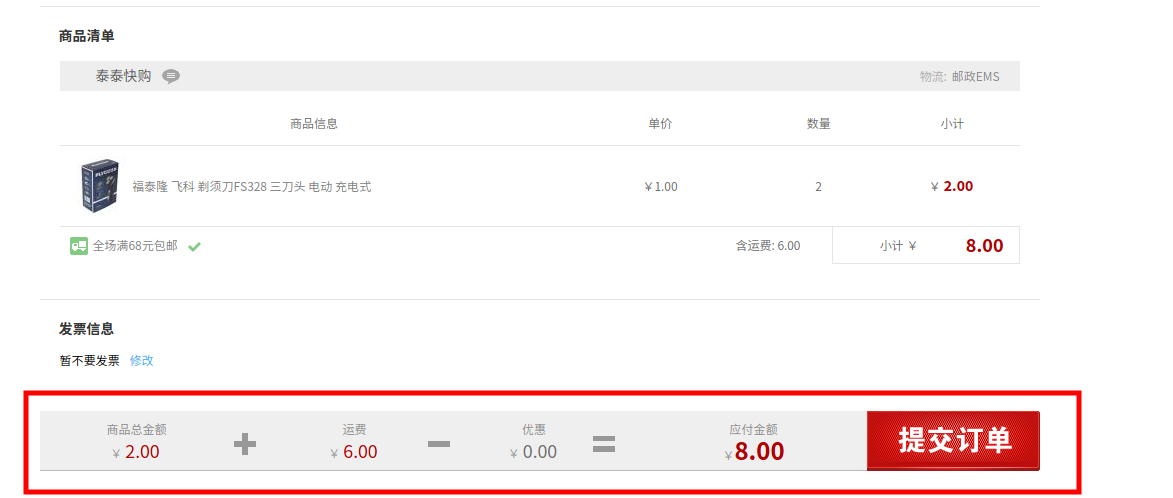 商品清单
泰泰快购 物流: 邮政EMS
商品信息 单价 数量 小计
福泰隆 飞科 剃须刀FS328 三刀头 电动 充电式 ￥1.00 2 ￥ 2.00
全场满68元包邮 含运费: 6.00 小计 ￥ 8.00
发票信息
暂不要发票 修改
商品总金额 运费 优惠 应付金额
￥ 2.00 + ￥ 6.00 - ￥ 0.00 = ￥8.00 提交订单